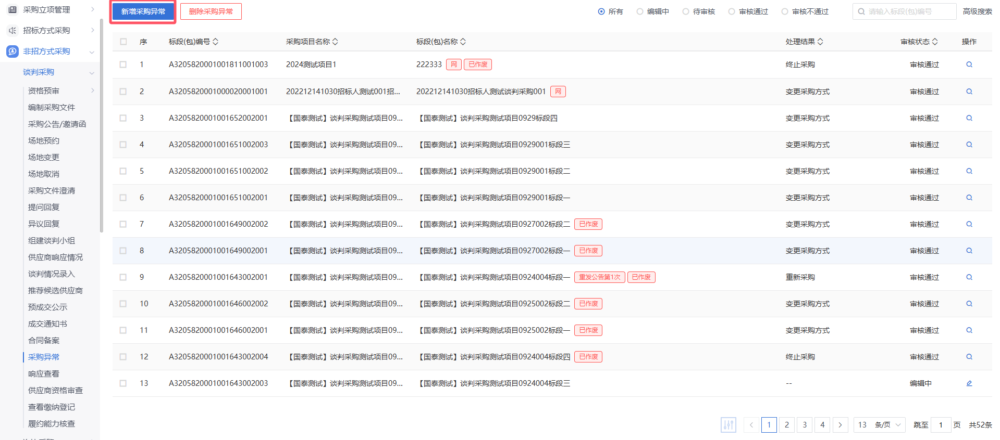 采购立项管理
招标方式采购
非招方式采购
谈判采购
资格预审
编制采购文件
采购公告/邀请函
场地预约
场地变更
场地取消
采购文件澄清
提问回复
异议回复
组建谈判小组
供应商响应情况
谈判情况录入
推荐候选供应商
预成交公示
成交通知书
合同备案
采购异常
响应查看
供应商资格审查
查看缴纳登记
履约能力核查
新增采购异常 删除采购异常 所有 编辑中 待审核 审核通过 审核不通过 请输入标段(包)编号 高级搜索
序 标段(包)编号 采购项目名称 标段(包)名称 处理结果 审核状态 操作
1 A3205820001001811001003 2024测试项目1 222333 网 已作废 终止采购 审核通过
2 A3205820001000020001001 202212141030招标人测试001招... 202212141030招标人测试谈判采购001 网 变更采购方式 审核通过
3 A3205820001001652002001 【国泰测试】谈判采购测试项目09... 【国泰测试】谈判采购测试项目0929标段四 变更采购方式 审核通过
4 A3205820001001651002003 【国泰测试】谈判采购测试项目09... 【国泰测试】谈判采购测试项目0929001标段三 变更采购方式 审核通过
5 A3205820001001651002002 【国泰测试】谈判采购测试项目09... 【国泰测试】谈判采购测试项目0929001标段二 变更采购方式 审核通过
6 A3205820001001651002001 【国泰测试】谈判采购测试项目09... 【国泰测试】谈判采购测试项目0929001标段一 变更采购方式 审核通过
7 A3205820001001649002002 【国泰测试】谈判采购测试项目09... 【国泰测试】谈判采购测试项目0927002标段二 已作废 变更采购方式 审核通过
8 A3205820001001649002001 【国泰测试】谈判采购测试项目09... 【国泰测试】谈判采购测试项目0927002标段一 已作废 变更采购方式 审核通过
9 A3205820001001643002001 【国泰测试】谈判采购测试项目09... 【国泰测试】谈判采购测试项目0924004标段一 重发公告第1次 已作废 重新采购 审核通过
10 A3205820001001646002002 【国泰测试】谈判采购测试项目09... 【国泰测试】谈判采购测试项目0925002标段二 已作废 变更采购方式 审核通过
11 A3205820001001646002001 【国泰测试】谈判采购测试项目09... 【国泰测试】谈判采购测试项目0925002标段一 已作废 变更采购方式 审核通过
12 A3205820001001643002004 【国泰测试】谈判采购测试项目09... 【国泰测试】谈判采购测试项目0924004标段四 已作废 终止采购 审核通过
13 A3205820001001643002003 【国泰测试】谈判采购测试项目09... 【国泰测试】谈判采购测试项目0924004标段三 -- 编辑中
1 2 3 4 13 条/页 跳至 1 页 共52条